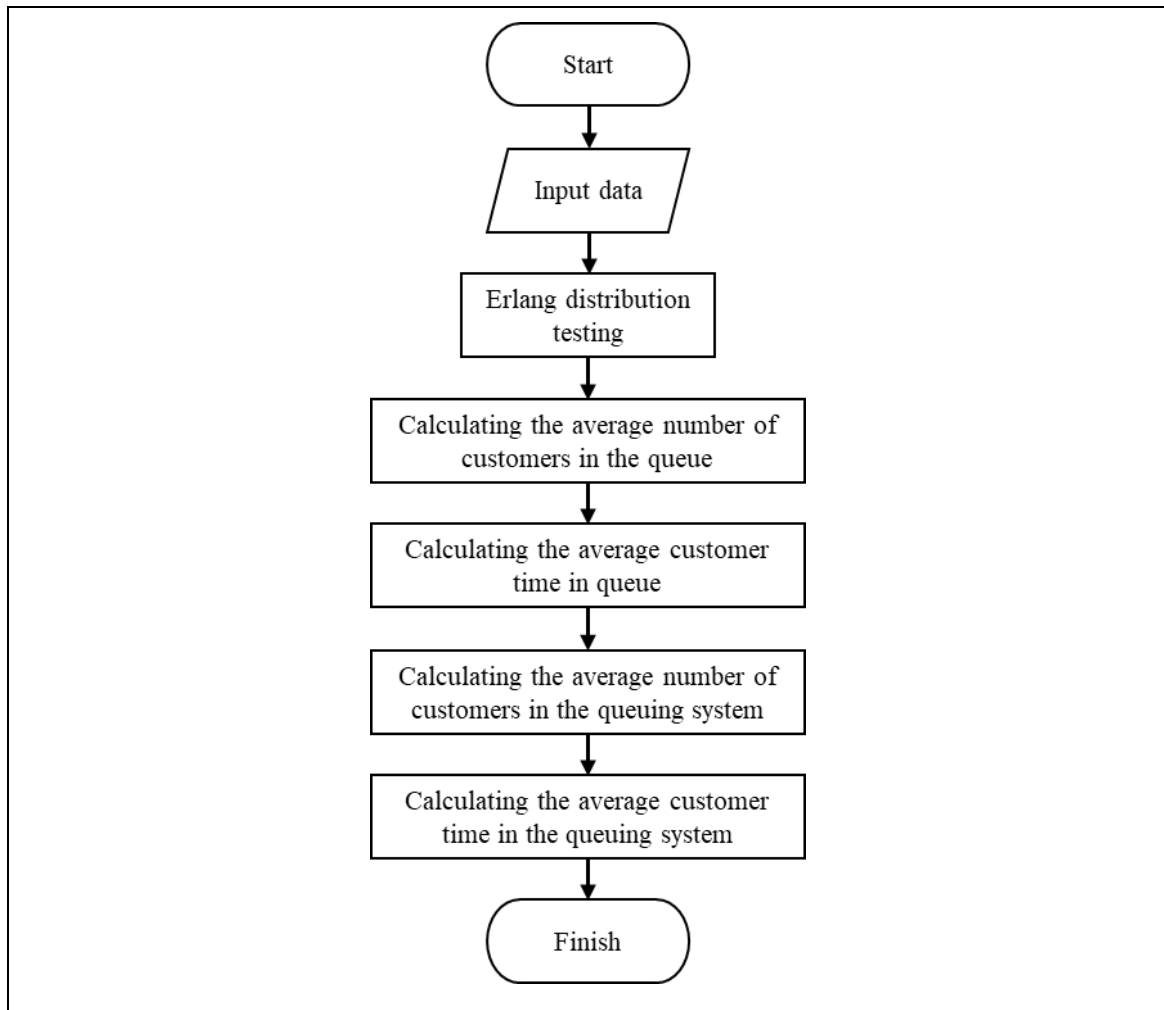 Start
Input data
Erlang distribution
testing
Calculating the average number of
customers in the queue
Calculating the average customer
time in queue
Calculating the average number of
customers in the queuing system
Calculating the average customer
time in the queuing system
Finish